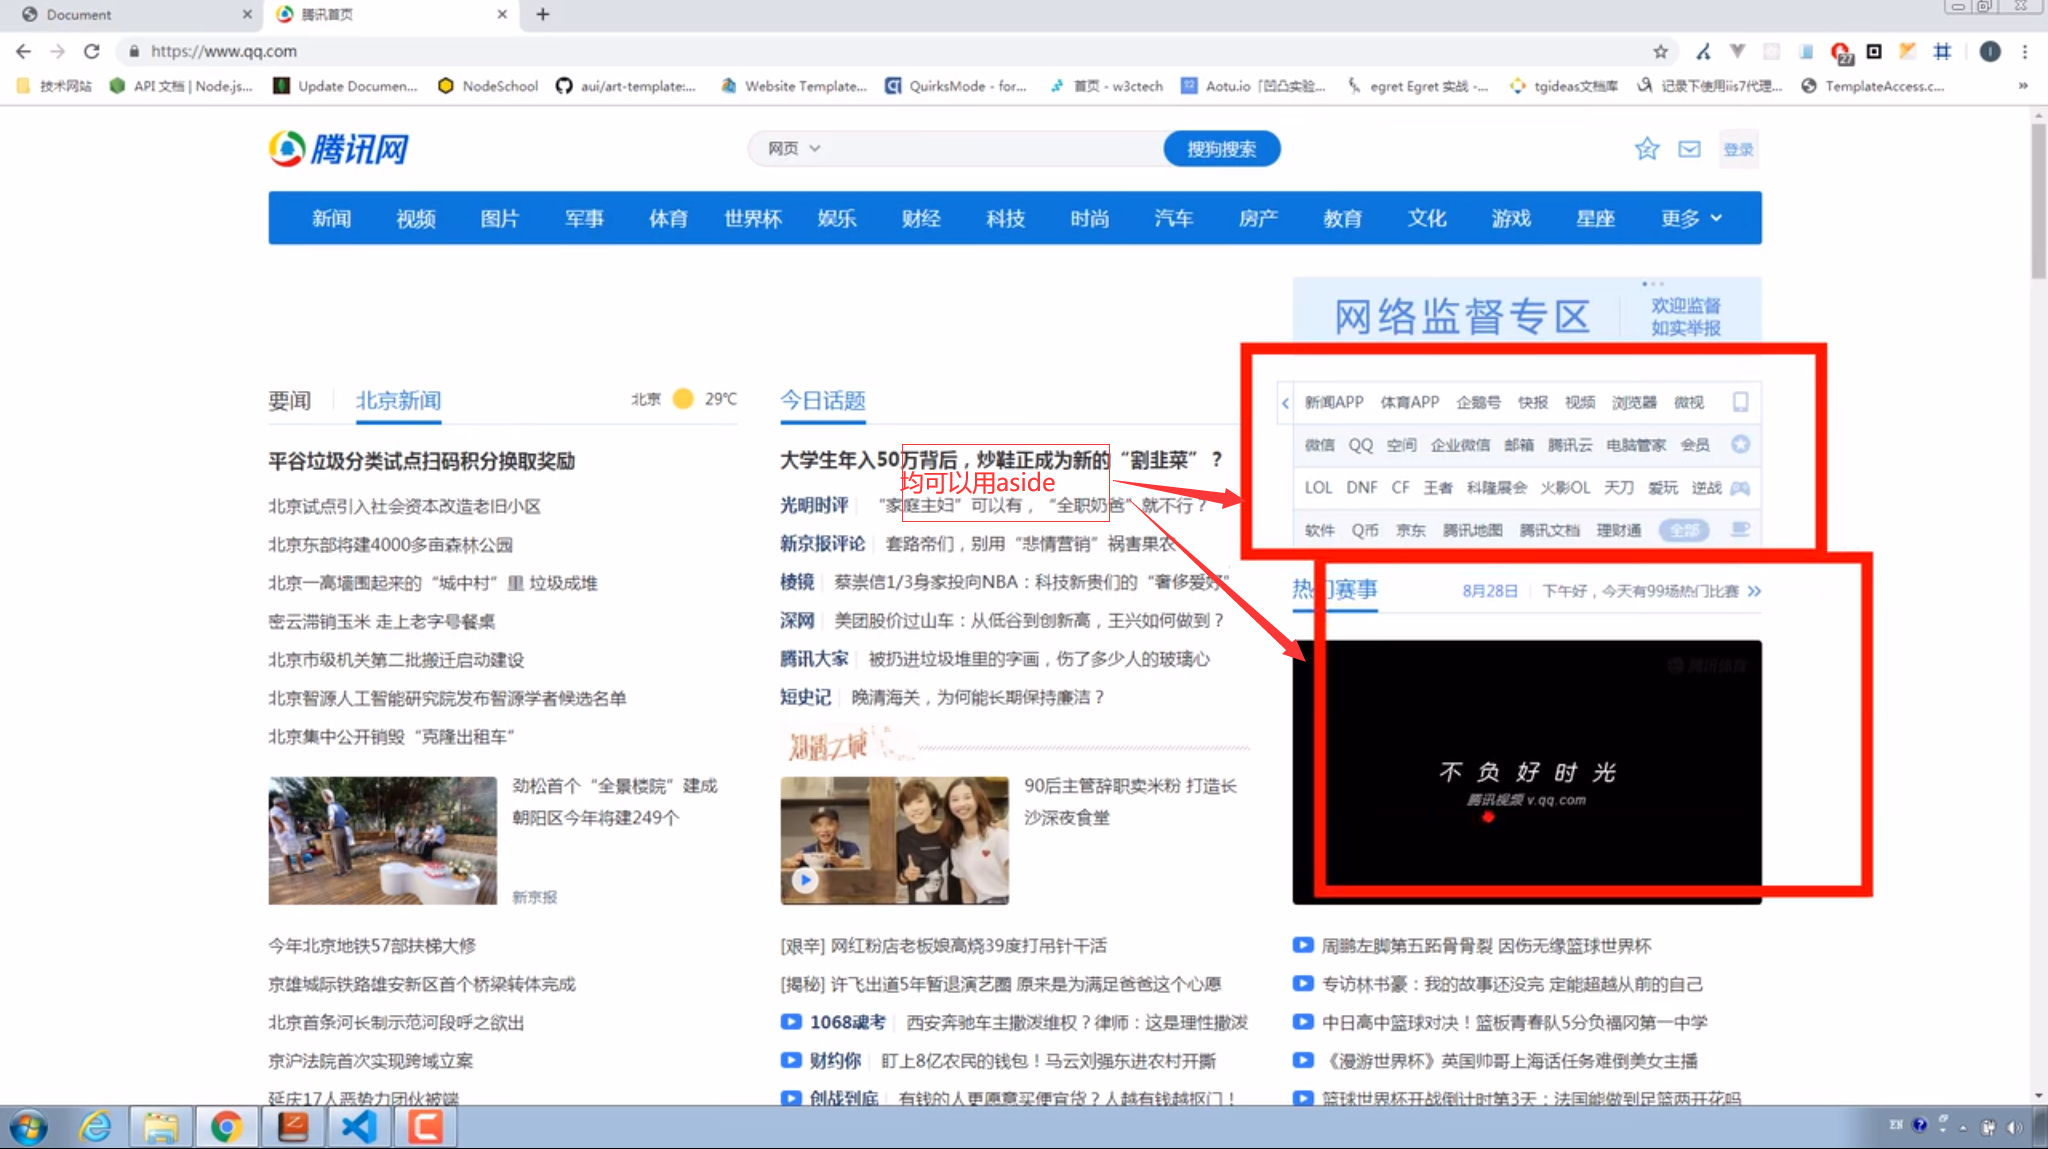 Document
腾讯首页
https://www.qq.com
27
技术网站
API 文档 | Node.js...
Update Documen...
NodeSchool
aui/art-template:...
Website Template...
QuirksMode - for...
首页 - w3ctech
Aotu.io「凹凸实验...
egret Egret 实战 -...
tgideas文档库
记录下使用iis7代理...
TemplateAccess.c...
»
腾讯网
网页
搜狗搜索
登录
新闻 视频 图片 军事 体育 世界杯 娱乐 财经 科技 时尚 汽车 房产 教育 文化 游戏 星座 更多
网络监督专区
欢迎监督
如实举报
要闻
北京新闻
北京 29℃
平谷垃圾分类试点扫码积分换取奖励
北京试点引入社会资本改造老旧小区
北京东部将建4000多亩森林公园
北京一高墙围起来的“城中村”里 垃圾成堆
密云滞销玉米 走上老字号餐桌
北京市级机关第二批搬迁启动建设
北京智源人工智能研究院发布智源学者候选名单
北京集中公开销毁“克隆出租车”
劲松首个“全景楼院”建成
朝阳区今年将建249个
新京报
今年北京地铁57部扶梯大修
京雄城际铁路雄安新区首个桥梁转体完成
北京首条河长制示范河段呼之欲出
京沪法院首次实现跨域立案
延庆17人恶势力团伙被端
今日话题
大学生年入50万背后，炒鞋正成为新的“割韭菜”？
均可以用aside
光明时评 “家庭主妇”可以有，“全职奶爸”就不行？
新京报评论 套路帝们，别用“悲情营销”祸害果农
棱镜 蔡崇信1/3身家投向NBA：科技新贵们的“奢侈爱好”
深网 美团股价过山车：从低谷到创新高，王兴如何做到？
腾讯大家 被扔进垃圾堆里的字画，伤了多少人的玻璃心
短史记 晚清海关，为何能长期保持廉洁？
90后主管辞职卖米粉 打造长
沙深夜食堂
[艰辛] 网红粉店老板娘高烧39度打吊针干活
[揭秘] 许飞出道5年暂退演艺圈 原来是为满足爸爸这个心愿
1068魂考 西安奔驰车主撒泼维权？律师：这是理性撒泼
财约你 盯上8亿农民的钱包！马云刘强东进农村开撕
创战到底 有钱的人更愿意买便宜货？人越有钱越抠门！
新闻APP 体育APP 企鹅号 快报 视频 浏览器 微视
微信 QQ 空间 企业微信 邮箱 腾讯云 电脑管家 会员
LOL DNF CF 王者 科隆展会 火影OL 天刀 爱玩 逆战
软件 Q币 京东 腾讯地图 腾讯文档 理财通 全部
热门赛事
8月28日 下午好，今天有99场热门比赛 »
腾讯体育
不负好时光
腾讯视频 v.qq.com
周鹏左脚第五跖骨骨裂 因伤无缘篮球世界杯
专访林书豪：我的故事还没完 定能超越从前的自己
中日高中篮球对决！篮板青春队5分负福冈第一中学
《漫游世界杯》英国帅哥上海话任务难倒美女主播
篮球世界杯开战倒计时第3天：法国能做到足篮两开花吗
EN